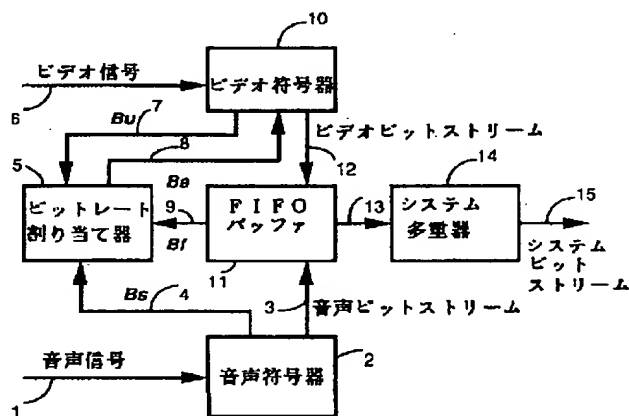 10
ビデオ信号
ビデオ符号器
6
7
Bu
8
ビデオビットストリーム
5
12
14
Ba
ビットレート
割り当て器
9
Bf
FIFO
バッファ
13
システム
多重器
15
システム
ビット
ストリーム
11
Bs
4
3
音声ビットストリーム
音声信号
音声符号器
1
2